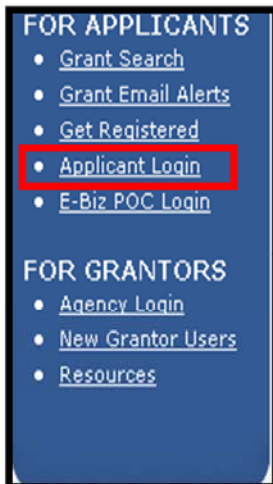 FOR APPLICANTS
• Grant Search
• Grant Email Alerts
• Get Registered
• Applicant Login
• E-Biz POC Login
FOR GRANTORS
• Agency Login
• New Grantor Users
• Resources